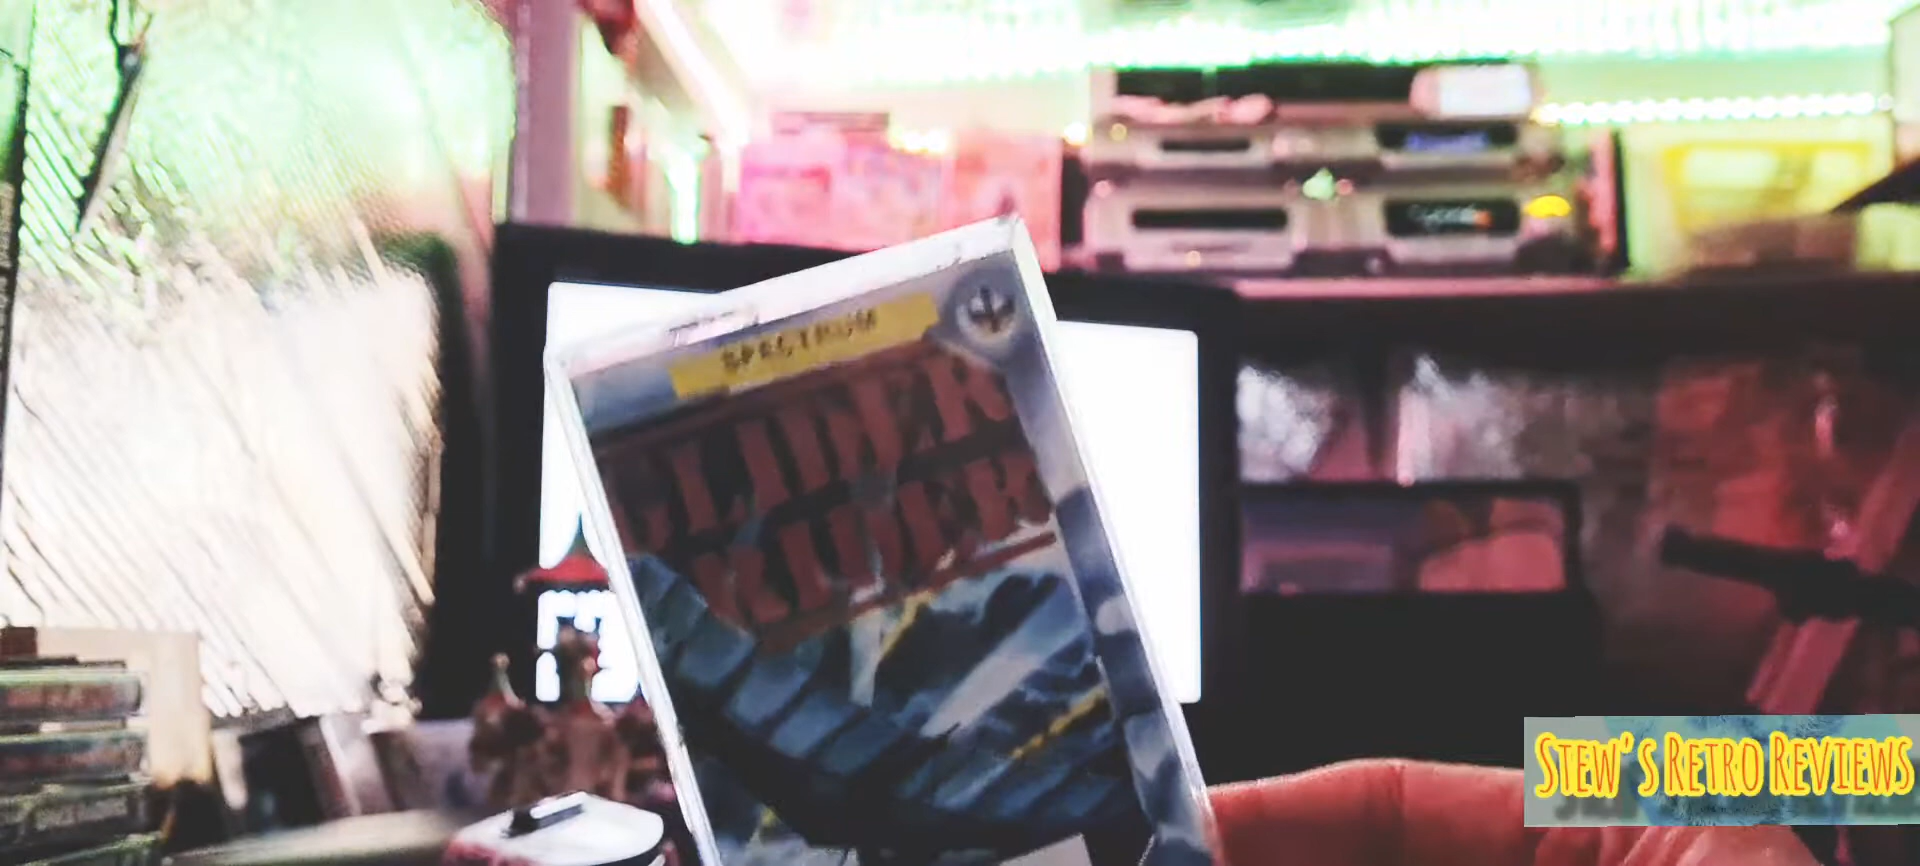 SPECTRUM
GLIDER
RIDER
STEW'S RETRO REVIEWS